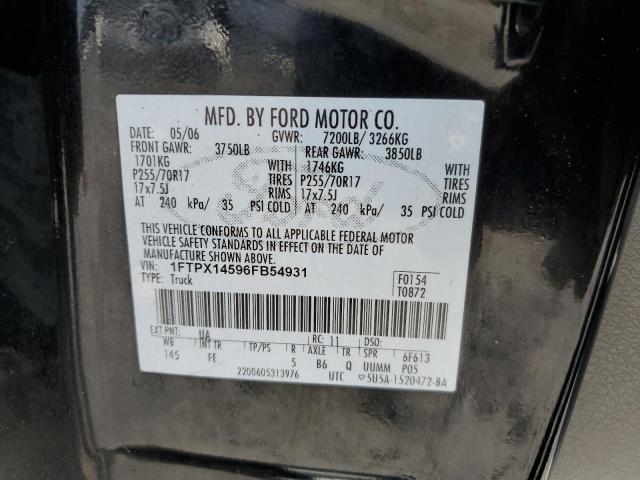 MFD. BY FORD MOTOR CO.
DATE: 05/06 GVWR: 7200LB/ 3266KG
FRONT GAWR: 3750LB REAR GAWR: 3850LB
1701KG WITH 1746KG WITH
P255/70R17 TIRES P255/70R17 TIRES
17x7.5J RIMS 17x7.5J RIMS
AT 240 kPa/ 35 PSI COLD AT 240 kPa/ 35 PSI COLD
THIS VEHICLE CONFORMS TO ALL APPLICABLE FEDERAL MOTOR
VEHICLE SAFETY STANDARDS IN EFFECT ON THE DATE OF
MANUFACTURE SHOWN ABOVE.
VIN: 1FTPX14596FB54931 F0154
TYPE: Truck T0872
EXT PNT: UA RC: 11 DSO:
WB INT TR TP/PS R AXLE TR SPR 6F613
145 FE 5 B6 Q UUMM P05
2200605313976 UTC 5U5A-1520472-BA